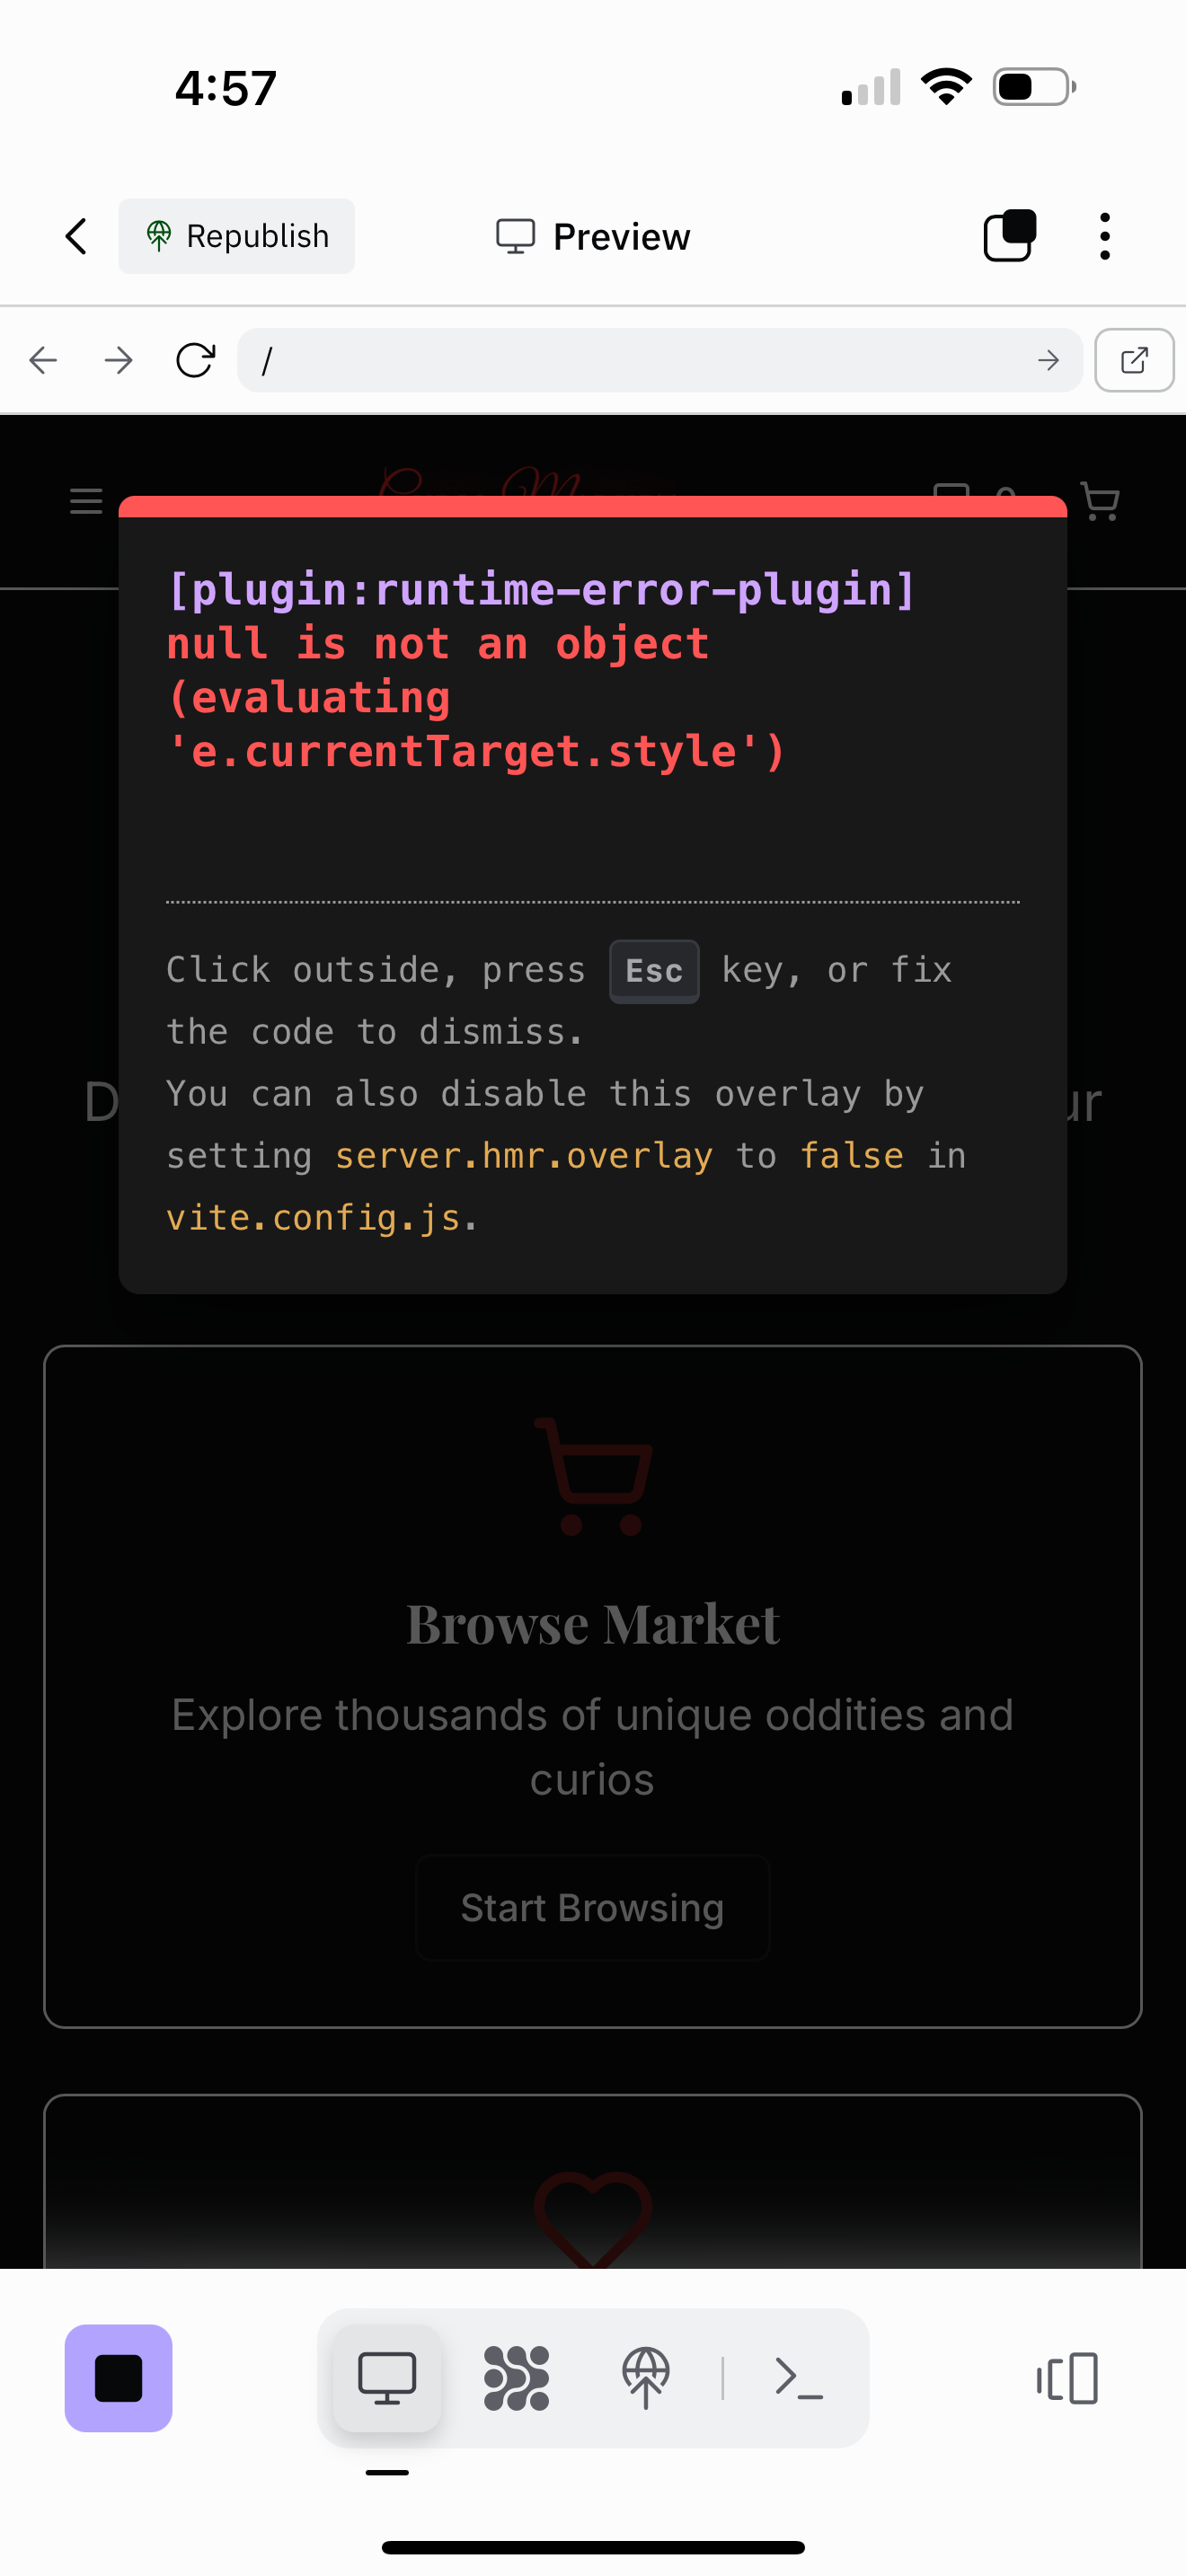 4:57
Republish
Preview
/
[plugin:runtime-error-plugin]
null is not an object
(evaluating
'e.currentTarget.style')
Click outside, press Esc key, or fix
the code to dismiss.
You can also disable this overlay by
setting server.hmr.overlay to false in
vite.config.js.
Browse Market
Explore thousands of unique oddities and
curios
Start Browsing